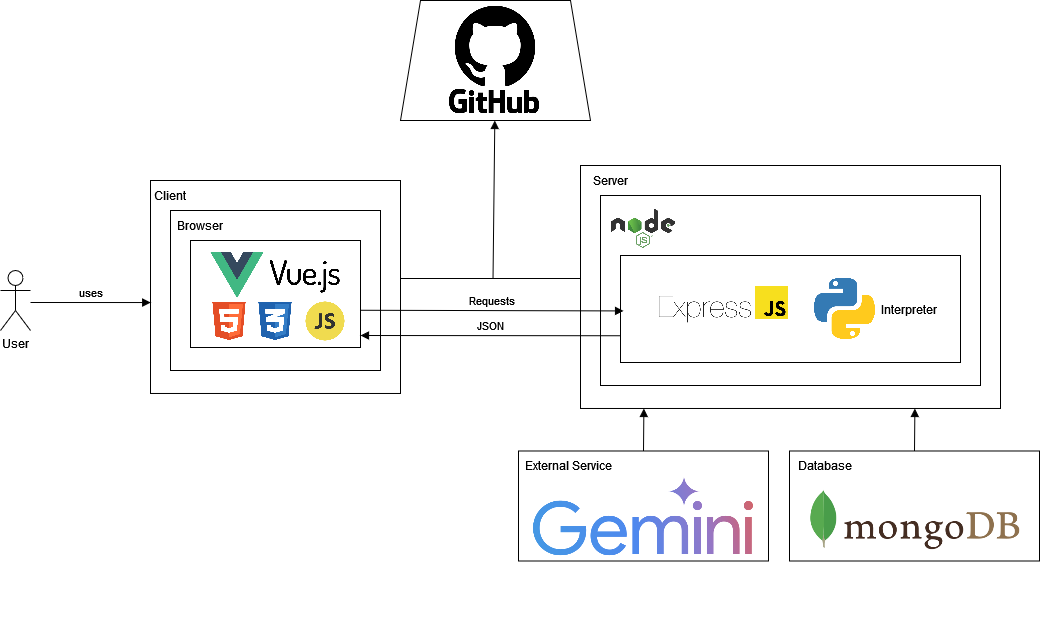 GitHub
Client
Browser
Vue.js
5
3
JS
uses
User
Requests
JSON
Server
node
JS
Express
JS
Interpreter
External Service
Gemini
Database
mongoDB